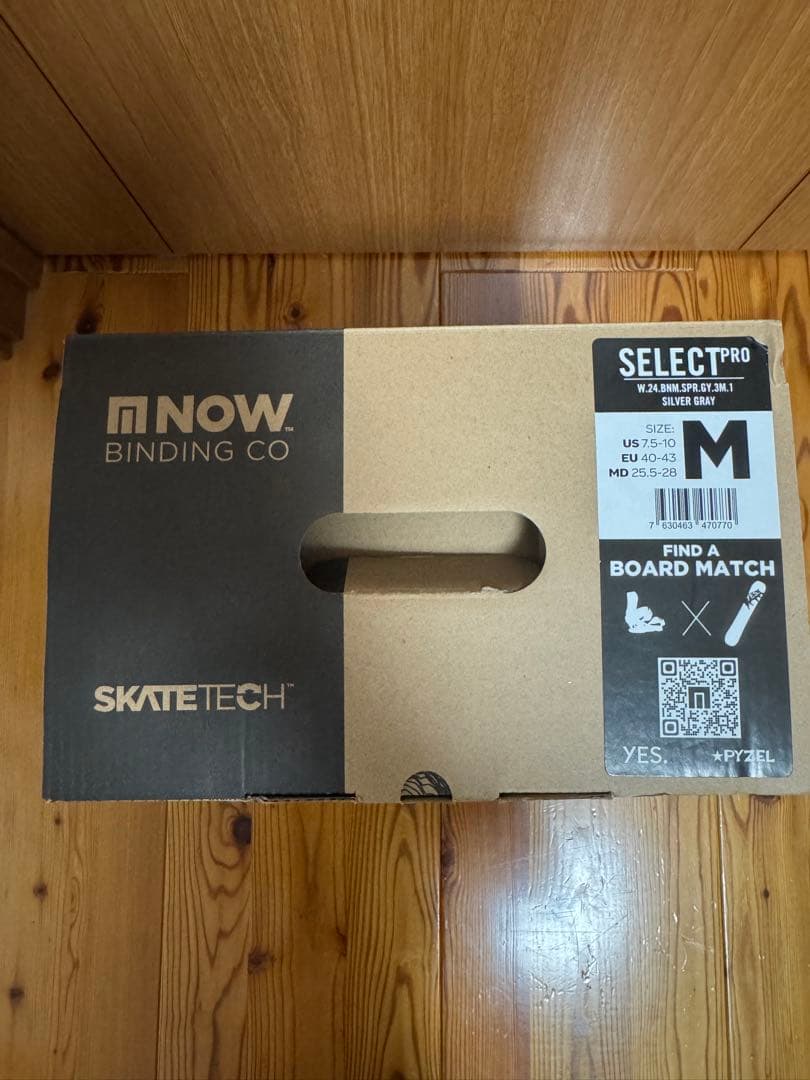 NOW™
BINDING CO
SKATETECH™
SELECTPRO
W.24.BNM.SPR.GY.3M.1
SILVER GRAY
SIZE:
US 7.5-10
EU 40-43
MD 25.5-28
M
7 630463 470770
FIND A
BOARD MATCH
YES. ★PYZEL